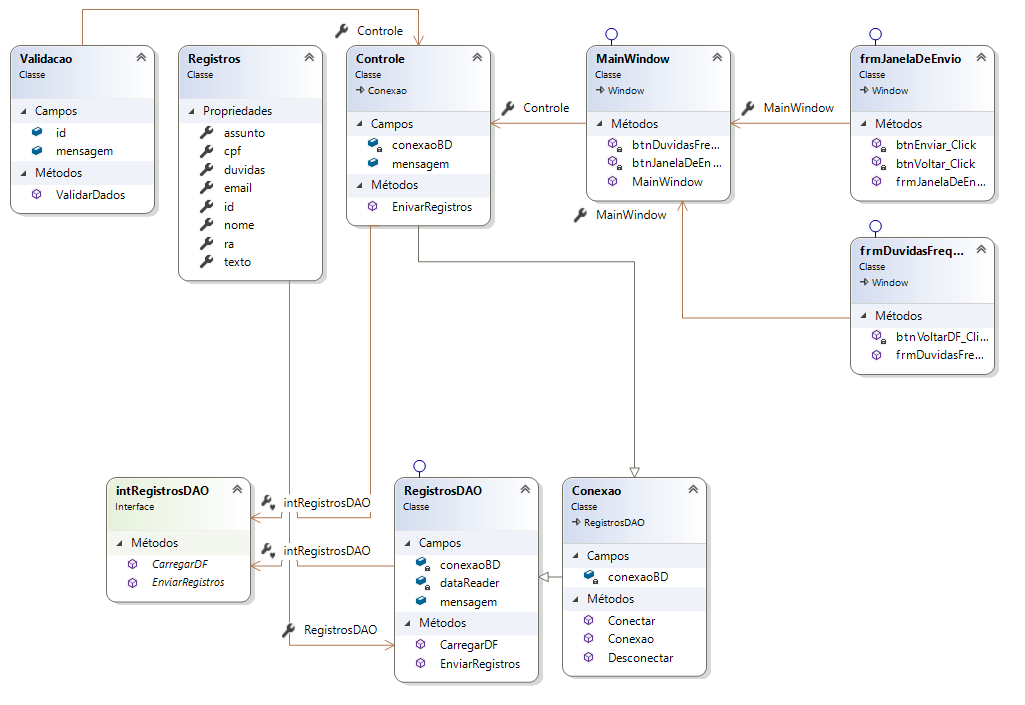 Controle
Validacao
Classe
Campos
id
mensagem
Métodos
ValidarDados
Registros
Classe
Propriedades
assunto
cpf
duvidas
email
id
nome
ra
texto
Controle
Classe
Conexao
Campos
conexaoBD
mensagem
Métodos
EnivarRegistros
Controle
MainWindow
Classe
Window
Métodos
btnDuvidasFre...
btnJanelaDeEn...
MainWindow
MainWindow
MainWindow
frmJanelaDeEnvio
Classe
Window
Métodos
btnEnviar_Click
btnVoltar_Click
frmJanelaDeEn...
frmDuvidasFreq...
Classe
Window
Métodos
btnVoltarDF_Cli...
frmDuvidasFre...
intRegistrosDAO
Interface
Métodos
CarregarDF
EnviarRegistros
intRegistrosDAO
intRegistrosDAO
RegistrosDAO
RegistrosDAO
Classe
Campos
conexaoBD
dataReader
mensagem
Métodos
CarregarDF
EnviarRegistros
Conexao
Classe
RegistrosDAO
Campos
conexaoBD
Métodos
Conectar
Conexao
Desconectar